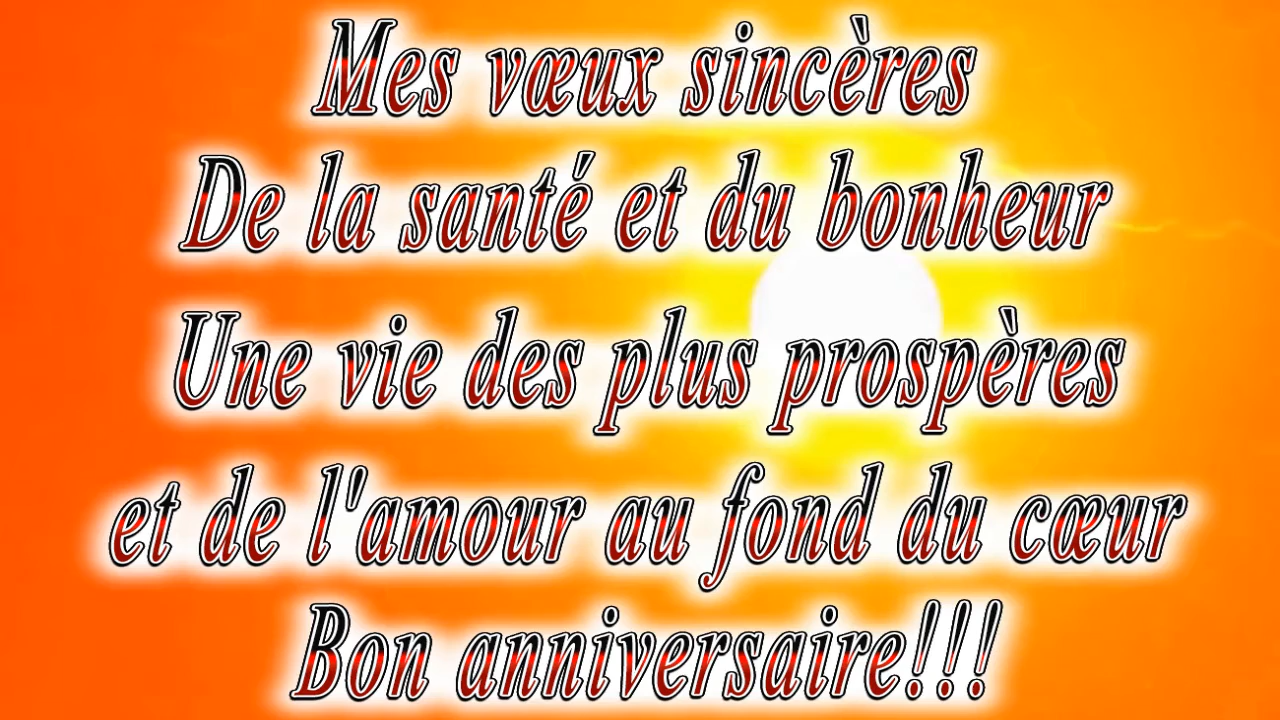 Mes vœux sincères
De la santé et du bonheur
Une vie des plus prospères
et de l'amour au fond du cœur
Bon anniversaire!!!